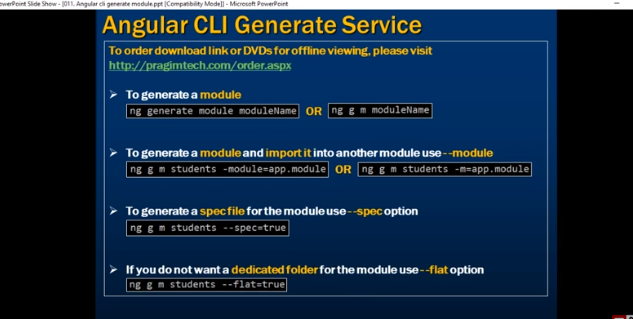 owerPoint Slide Show - [011. Angular cli generate module.ppt [Compatibility Mode]] - Microsoft PowerPoint
Angular CLI Generate Service
To order download link or DVDs for offline viewing, please visit
http://pragimtech.com/order.aspx
➢ To generate a module
ng generate module moduleName OR ng g m moduleName
➢ To generate a module and import it into another module use --module
ng g m students -module=app.module OR ng g m students -m=app.module
➢ To generate a spec file for the module use --spec option
ng g m students --spec=true
➢ If you do not want a dedicated folder for the module use --flat option
ng g m students --flat=true